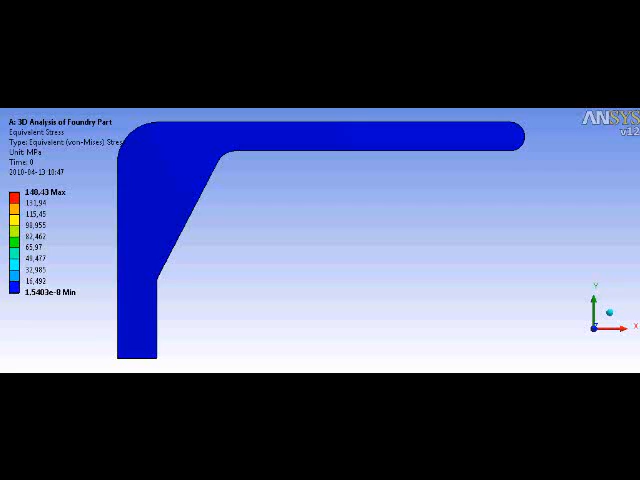 A: 3D Analysis of Foundry Part
Equivalent Stress
Type: Equivalent (von-Mises) Stress
Unit: MPa
Time: 0
2010-04-13 10:47
148,43 Max
131,94
115,45
98,955
82,462
65,97
49,477
32,985
16,492
1,5403e-8 Min
ANSYS
v12
Y
X
Z